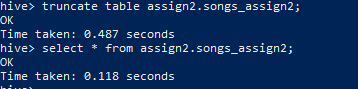 hive> truncate table assign2.songs_assign2;
OK
Time taken: 0.487 seconds
hive> select * from assign2.songs_assign2;
OK
Time taken: 0.118 seconds